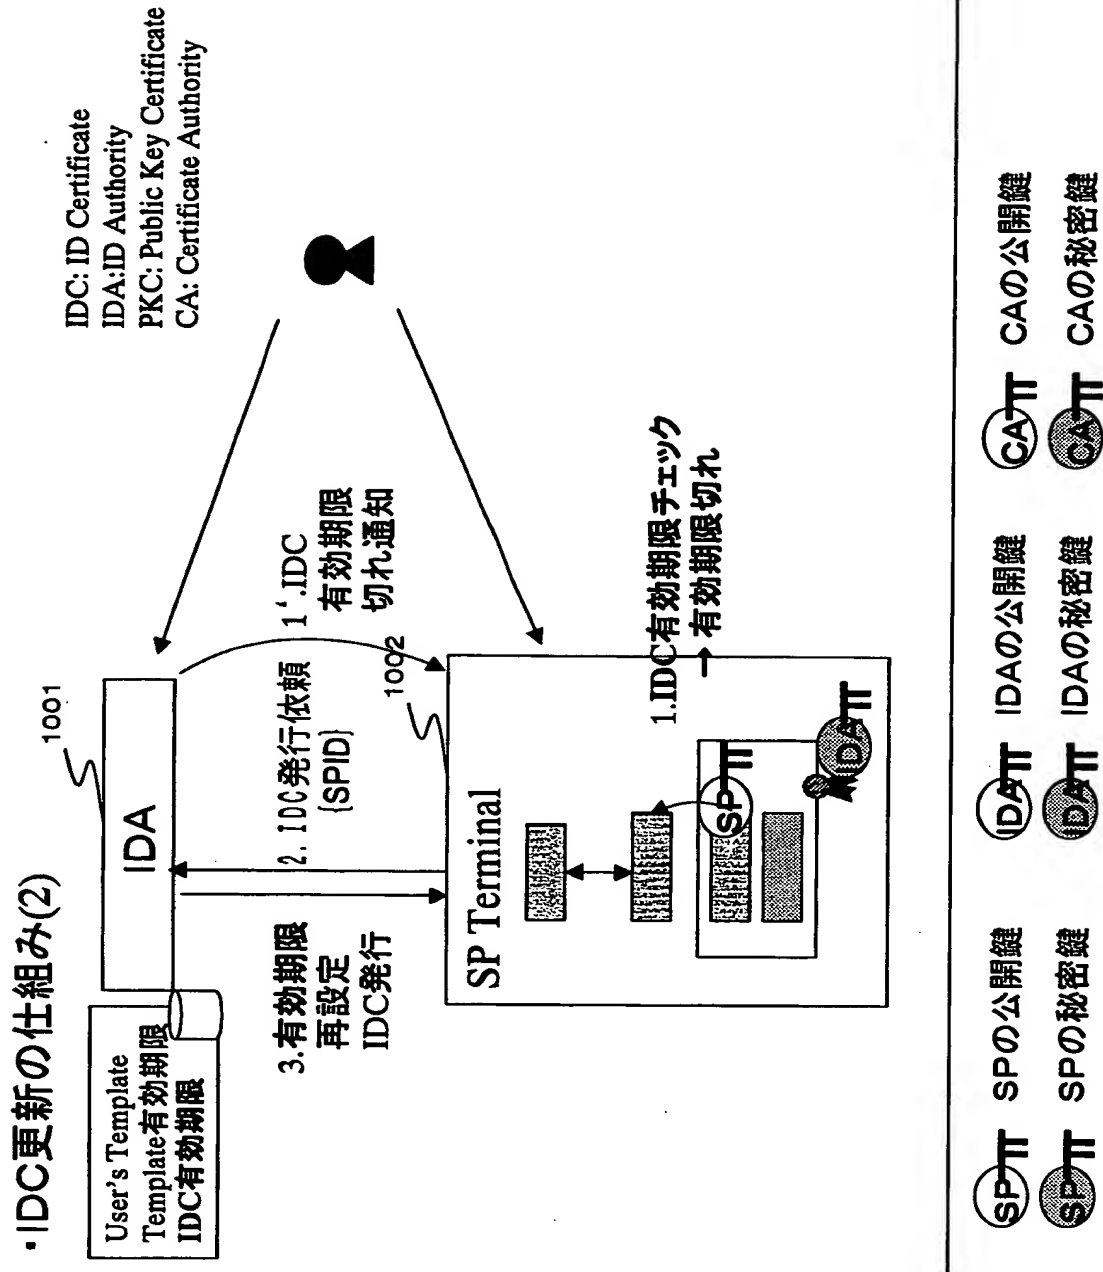 ・IDC更新の仕組み(2)
IDC: ID Certificate
IDA:ID Authority
PKC: Public Key Certificate
CA: Certificate Authority
User's Template
Template有効期限
IDC有効期限
IDA
1001
3.有効期限
再設定
IDC発行
2.IDC発行依頼
{SPID}
1'.IDC
有効期限
切れ通知
1002
SP Terminal
1.IDC有効期限チェック
→ 有効期限切れ
SP
IDA
SP SPの公開鍵
IDA IDAの公開鍵
CA CAの公開鍵
SP SPの秘密鍵
IDA IDAの秘密鍵
CA CAの秘密鍵